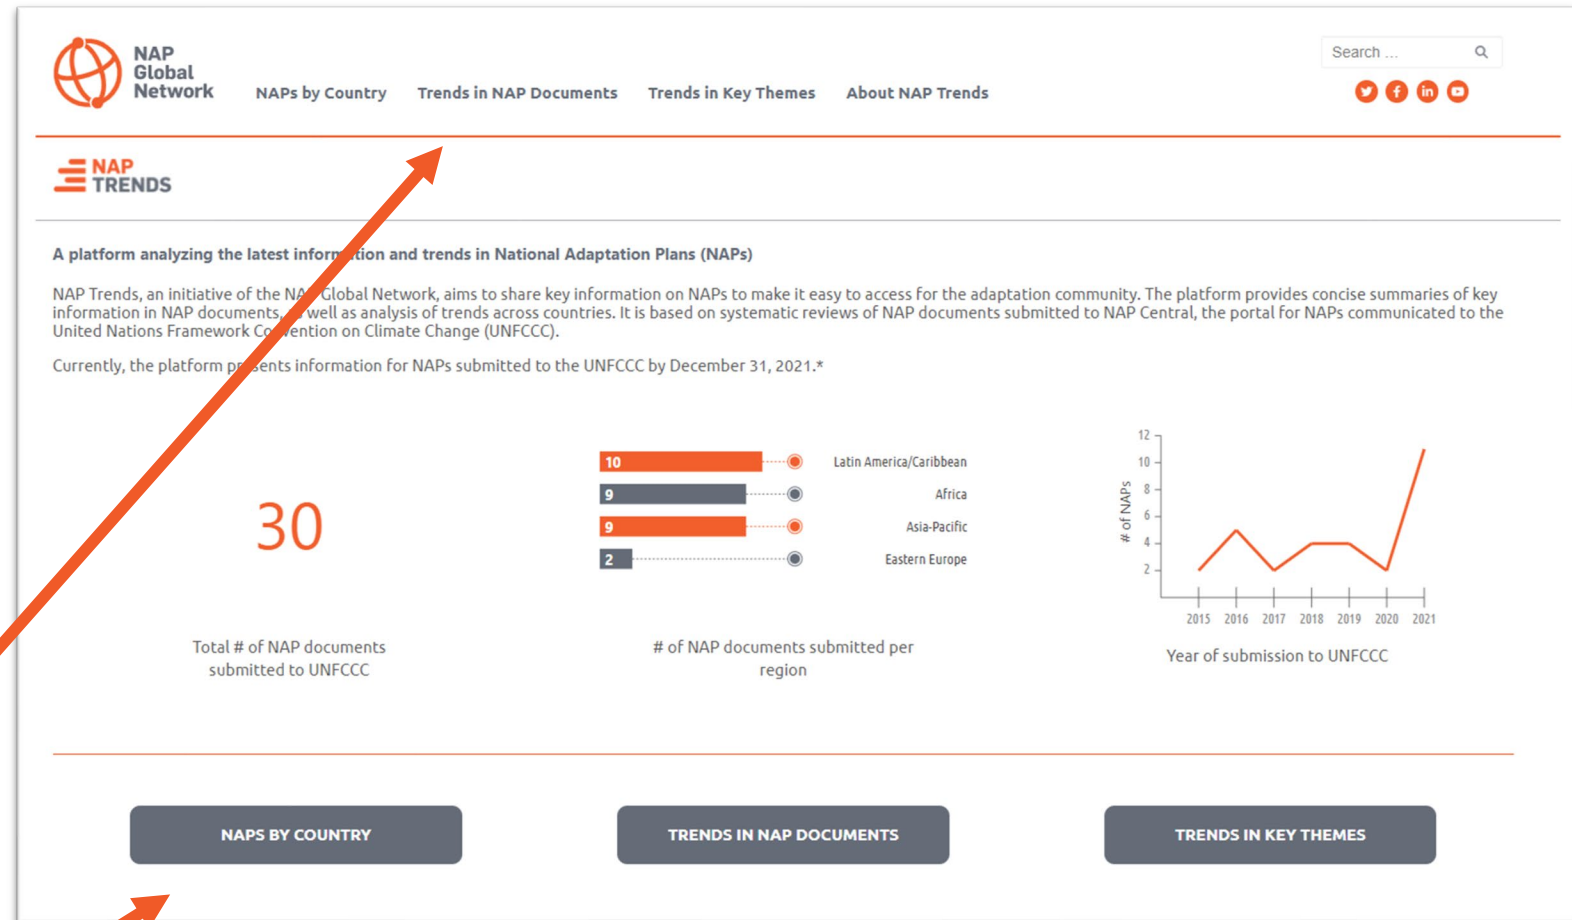 NAP
Global
Network
NAPs by Country
Trends in NAP Documents
Trends in Key Themes
About NAP Trends
Search ...
NAP
TRENDS
A platform analyzing the latest information and trends in National Adaptation Plans (NAPs)
NAP Trends, an initiative of the NAP Global Network, aims to share key information on NAPs to make it easy to access for the adaptation community. The platform provides concise summaries of key
information in NAP documents, as well as analysis of trends across countries. It is based on systematic reviews of NAP documents submitted to NAP Central, the portal for NAPs communicated to the
United Nations Framework Convention on Climate Change (UNFCCC).
Currently, the platform presents information for NAPs submitted to the UNFCCC by December 31, 2021.*
30
Total # of NAP documents
submitted to UNFCCC
10
Latin America/Caribbean
9
Africa
9
Asia-Pacific
2
Eastern Europe
# of NAP documents submitted per
region
# of NAPs
12
10
8
6
4
2
2015 2016 2017 2018 2019 2020 2021
Year of submission to UNFCCC
NAPS BY COUNTRY
TRENDS IN NAP DOCUMENTS
TRENDS IN KEY THEMES